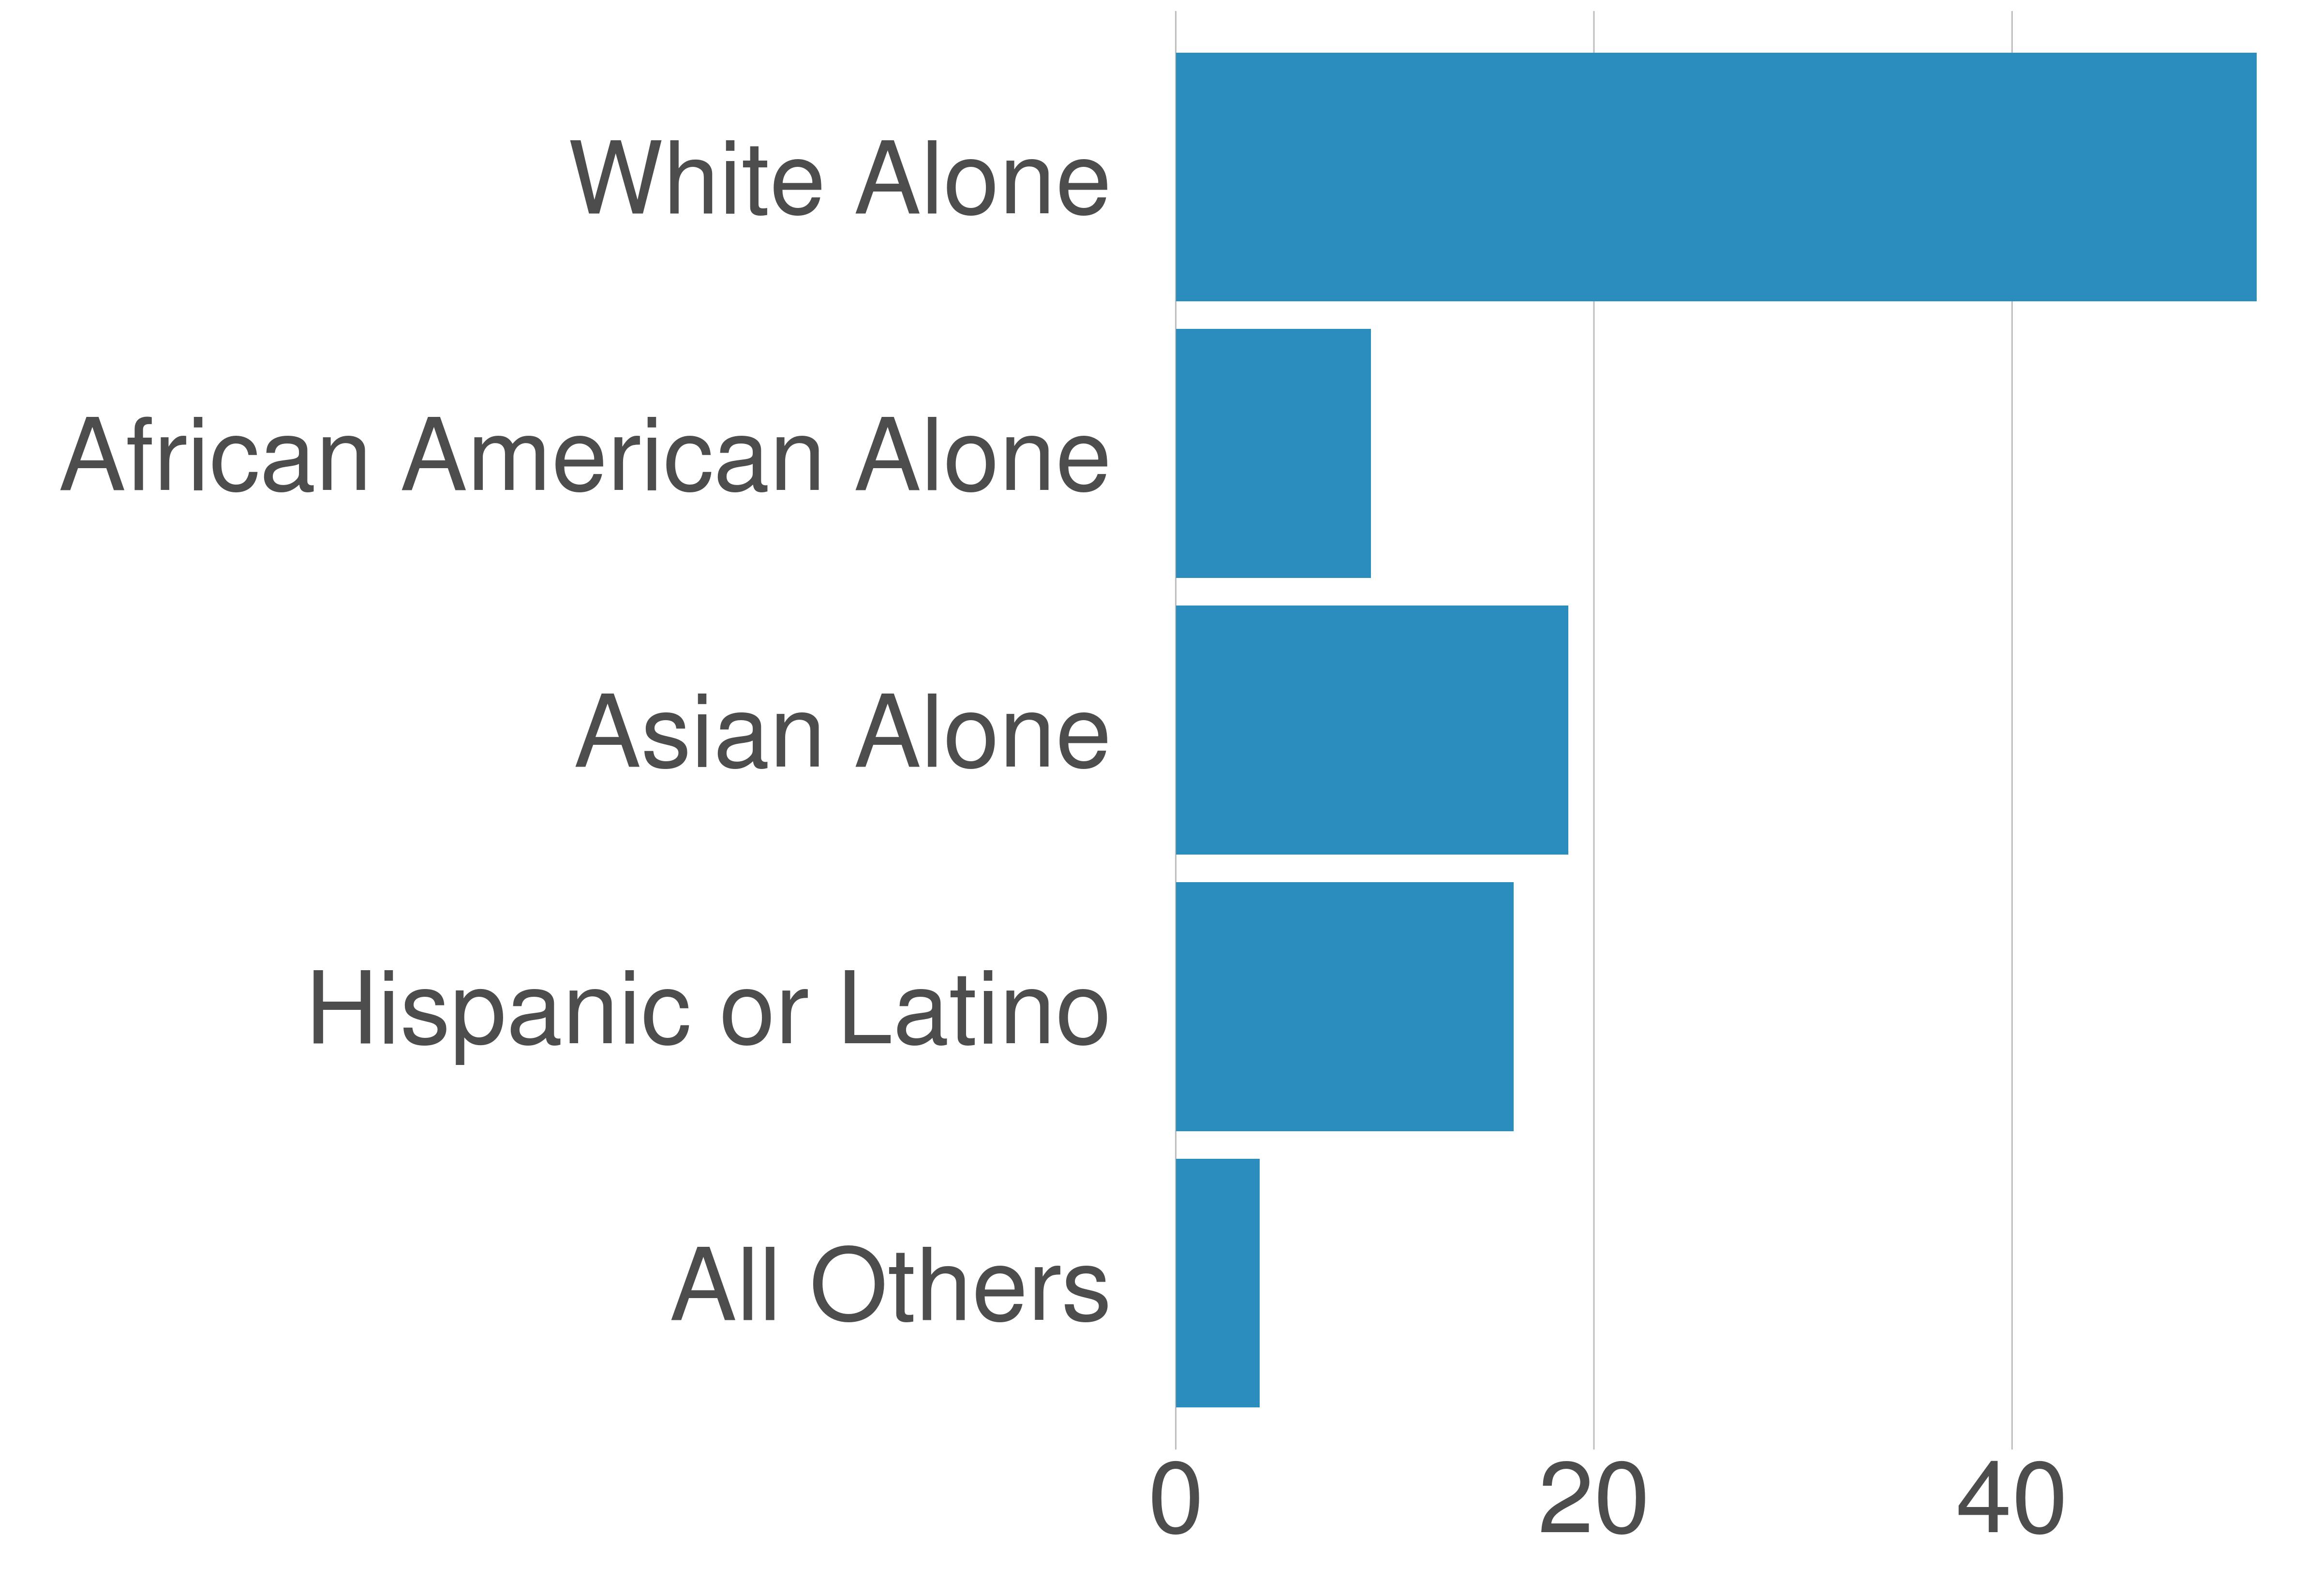 White Alone
African American Alone
Asian Alone
Hispanic or Latino
All Others
0 20 40